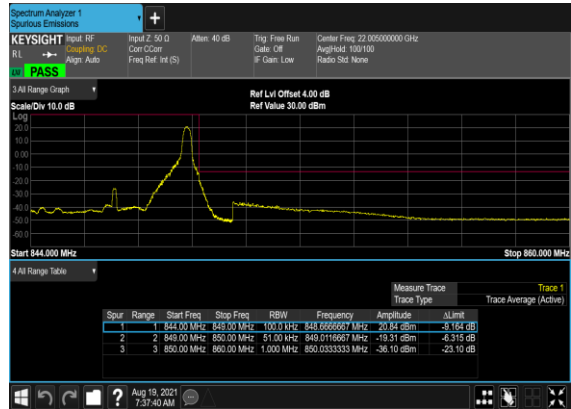 Spectrum Analyzer 1
Spurious Emissions
+
KEYSIGHT Input: RF Input Z: 50 Ω Atten: 40 dB Trig: Free Run Center Freq: 22.005000000 GHz
RL Coupling: DC Corr CCorr Gate: Off Avg|Hold: 100/100
Align: Auto Freq Ref: Int (S) IF Gain: Low Radio Std: None
PASS
3 All Range Graph
Ref Lvl Offset 4.00 dB
Scale/Div 10.0 dB Ref Value 30.00 dBm
Log
20.0
10.0
0.00
-10.0
-20.0
-30.0
-40.0
-50.0
-60.0
Start 844.000 MHz Stop 860.000 MHz
4 All Range Table
Measure Trace Trace 1
Trace Type Trace Average (Active)
Spur Range Start Freq Stop Freq RBW Frequency Amplitude ΔLimit
1 1 844.00 MHz 849.00 MHz 100.0 kHz 848.6666667 MHz 20.84 dBm -9.164 dB
2 2 849.00 MHz 850.00 MHz 51.00 kHz 849.0116667 MHz -19.31 dBm -6.315 dB
3 3 850.00 MHz 860.00 MHz 1.000 MHz 850.0333333 MHz -36.10 dBm -23.10 dB
? Aug 19, 2021
7:37:40 AM